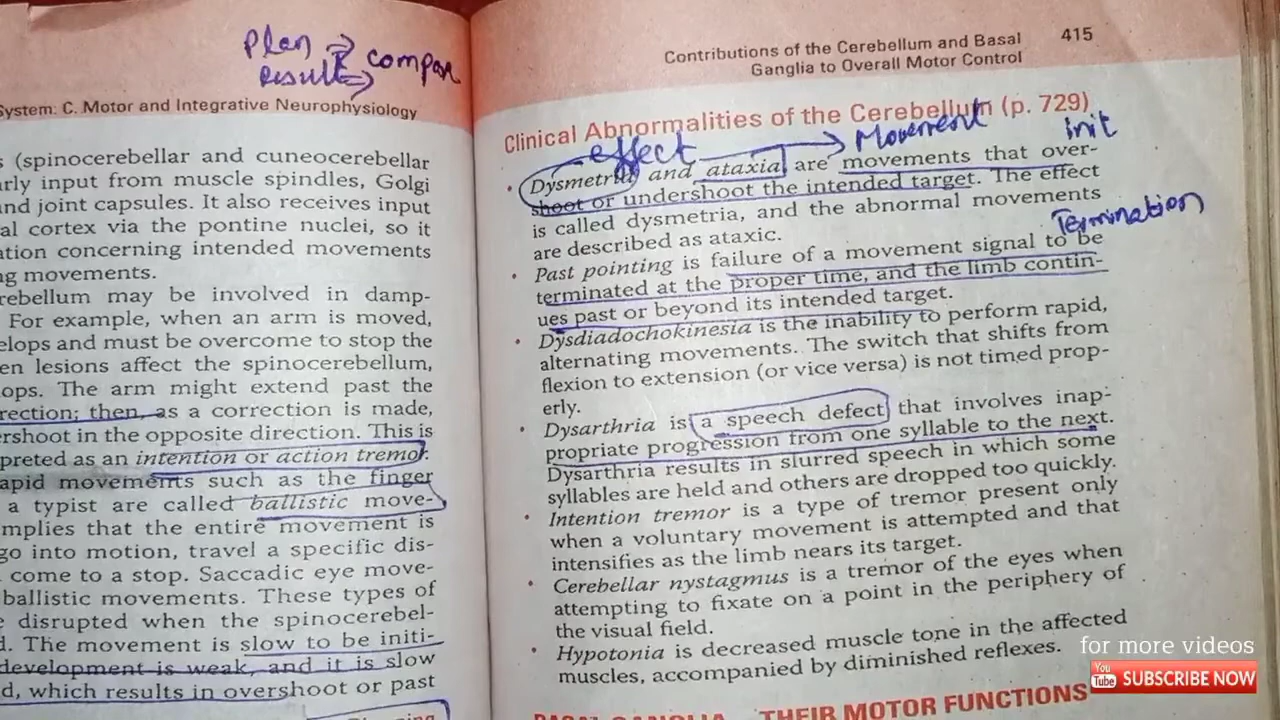 plan
result
compar
System: C. Motor and Integrative Neurophysiology
s (spinocerebellar and cuneocerebellar
arly input from muscle spindles, Golgi
and joint capsules. It also receives input
al cortex via the pontine nuclei, so it
ation concerning intended movements
ng movements.
rebellum may be involved in damp-
For example, when an arm is moved,
elops and must be overcome to stop the
en lesions affect the spinocerebellum,
ops. The arm might extend past the
rection; then, as a correction is made,
ershoot in the opposite direction. This is
preted as an intention or action tremor.
apid movements such as the finger
a typist are called ballistic move-
mplies that the entire movement is
go into motion, travel a specific dis-
come to a stop. Saccadic eye move-
ballistic movements. These types of
e disrupted when the spinocerebel-
d. The movement is slow to be initi-
development is weak, and it is slow
d, which results in overshoot or past
Contributions of the Cerebellum and Basal 415
Ganglia to Overall Motor Control
Clinical Abnormalities of the Cerebellum (p. 729)
effect Movement Init
• Dysmetria and ataxia are movements that over-
shoot or undershoot the intended target. The effect
is called dysmetria, and the abnormal movements
are described as ataxic.
Termination
• Past pointing is failure of a movement signal to be
terminated at the proper time, and the limb contin-
ues past or beyond its intended target.
• Dysdiadochokinesia is the inability to perform rapid,
alternating movements. The switch that shifts from
flexion to extension (or vice versa) is not timed prop-
erly.
• Dysarthria is a speech defect that involves inap-
propriate progression from one syllable to the next.
Dysarthria results in slurred speech in which some
syllables are held and others are dropped too quickly.
• Intention tremor is a type of tremor present only
when a voluntary movement is attempted and that
intensifies as the limb nears its target.
• Cerebellar nystagmus is a tremor of the eyes when
attempting to fixate on a point in the periphery of
the visual field.
• Hypotonia is decreased muscle tone in the affected
muscles, accompanied by diminished reflexes.
THEIR MOTOR FUNCTIONS
for more videos
You Tube SUBSCRIBE NOW